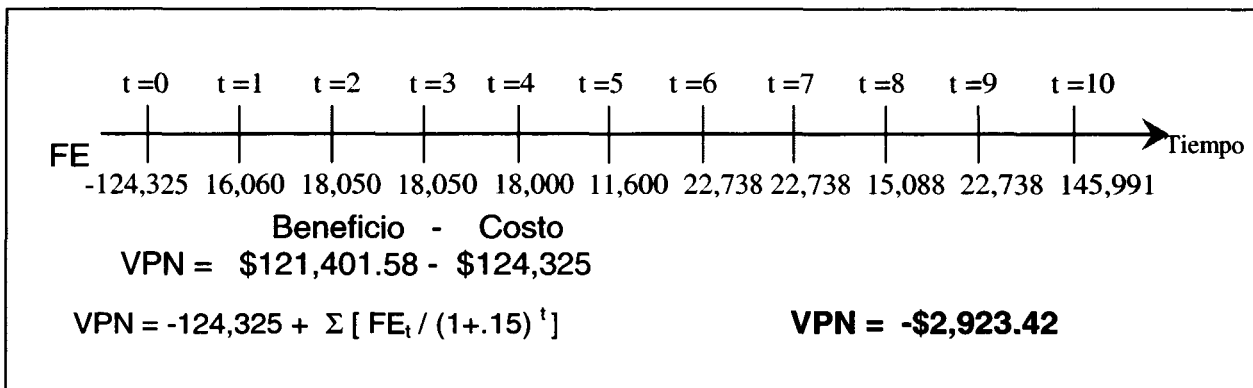 t =0 t =1 t =2 t =3 t =4 t =5 t =6 t =7 t =8 t =9 t =10
FE Tiempo
-124,325 16,060 18,050 18,050 18,000 11,600 22,738 22,738 15,088 22,738 145,991
Beneficio - Costo
VPN = $121,401.58 - $124,325
VPN = -124,325 + Σ [ FEt / (1+.15) t ] VPN = -$2,923.42